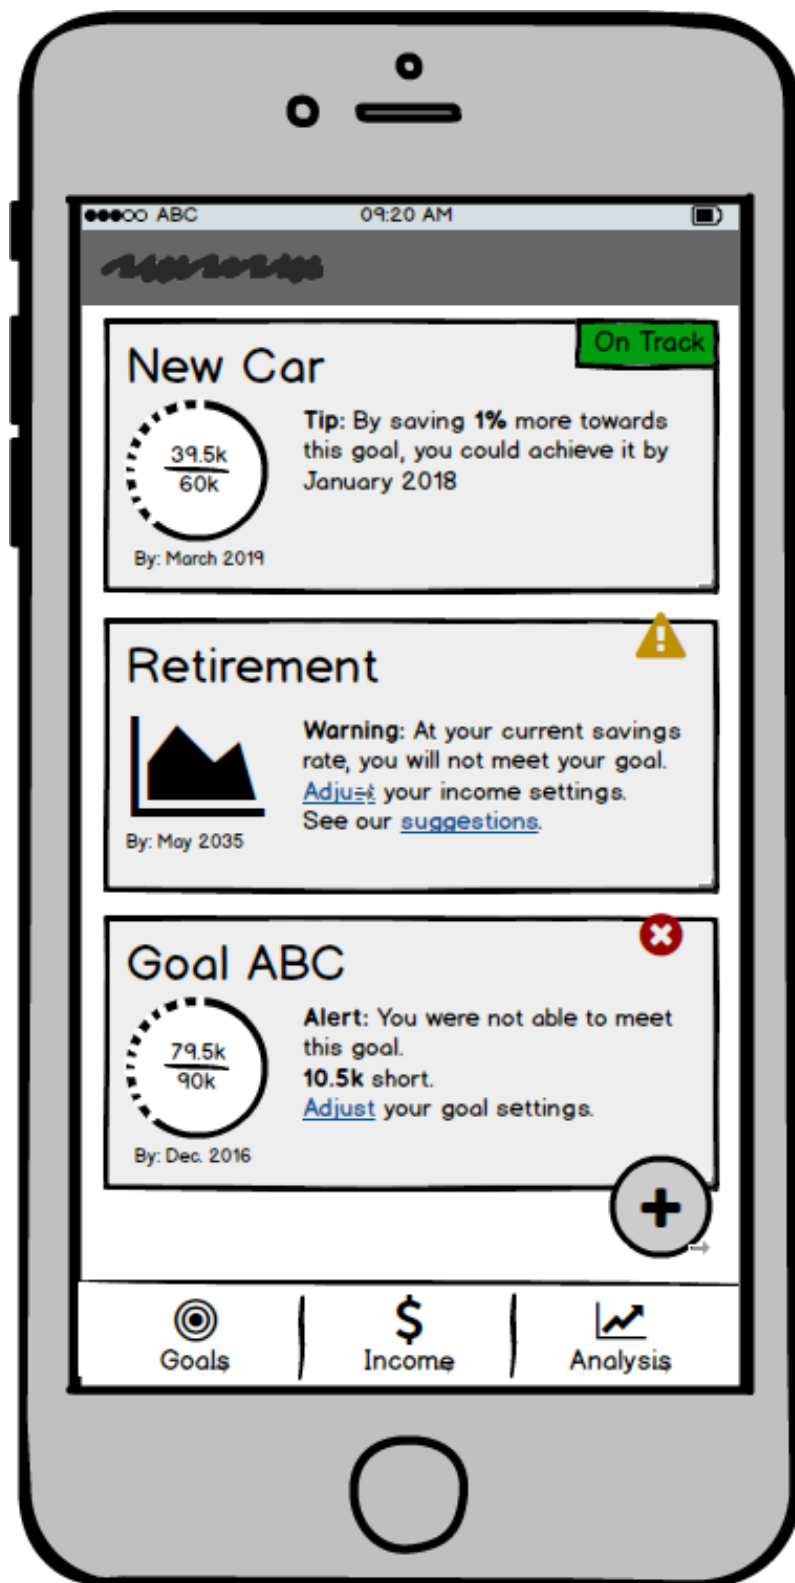 ABC 09:20 AM
On Track
New Car
39.5k
60k
By: March 2019
Tip: By saving 1% more towards
this goal, you could achieve it by
January 2018
Retirement
By: May 2035
Warning: At your current savings
rate, you will not meet your goal.
Adjust your income settings.
See our suggestions.
Goal ABC
79.5k
90k
By: Dec. 2016
Alert: You were not able to meet
this goal.
10.5k short.
Adjust your goal settings.
Goals Income Analysis